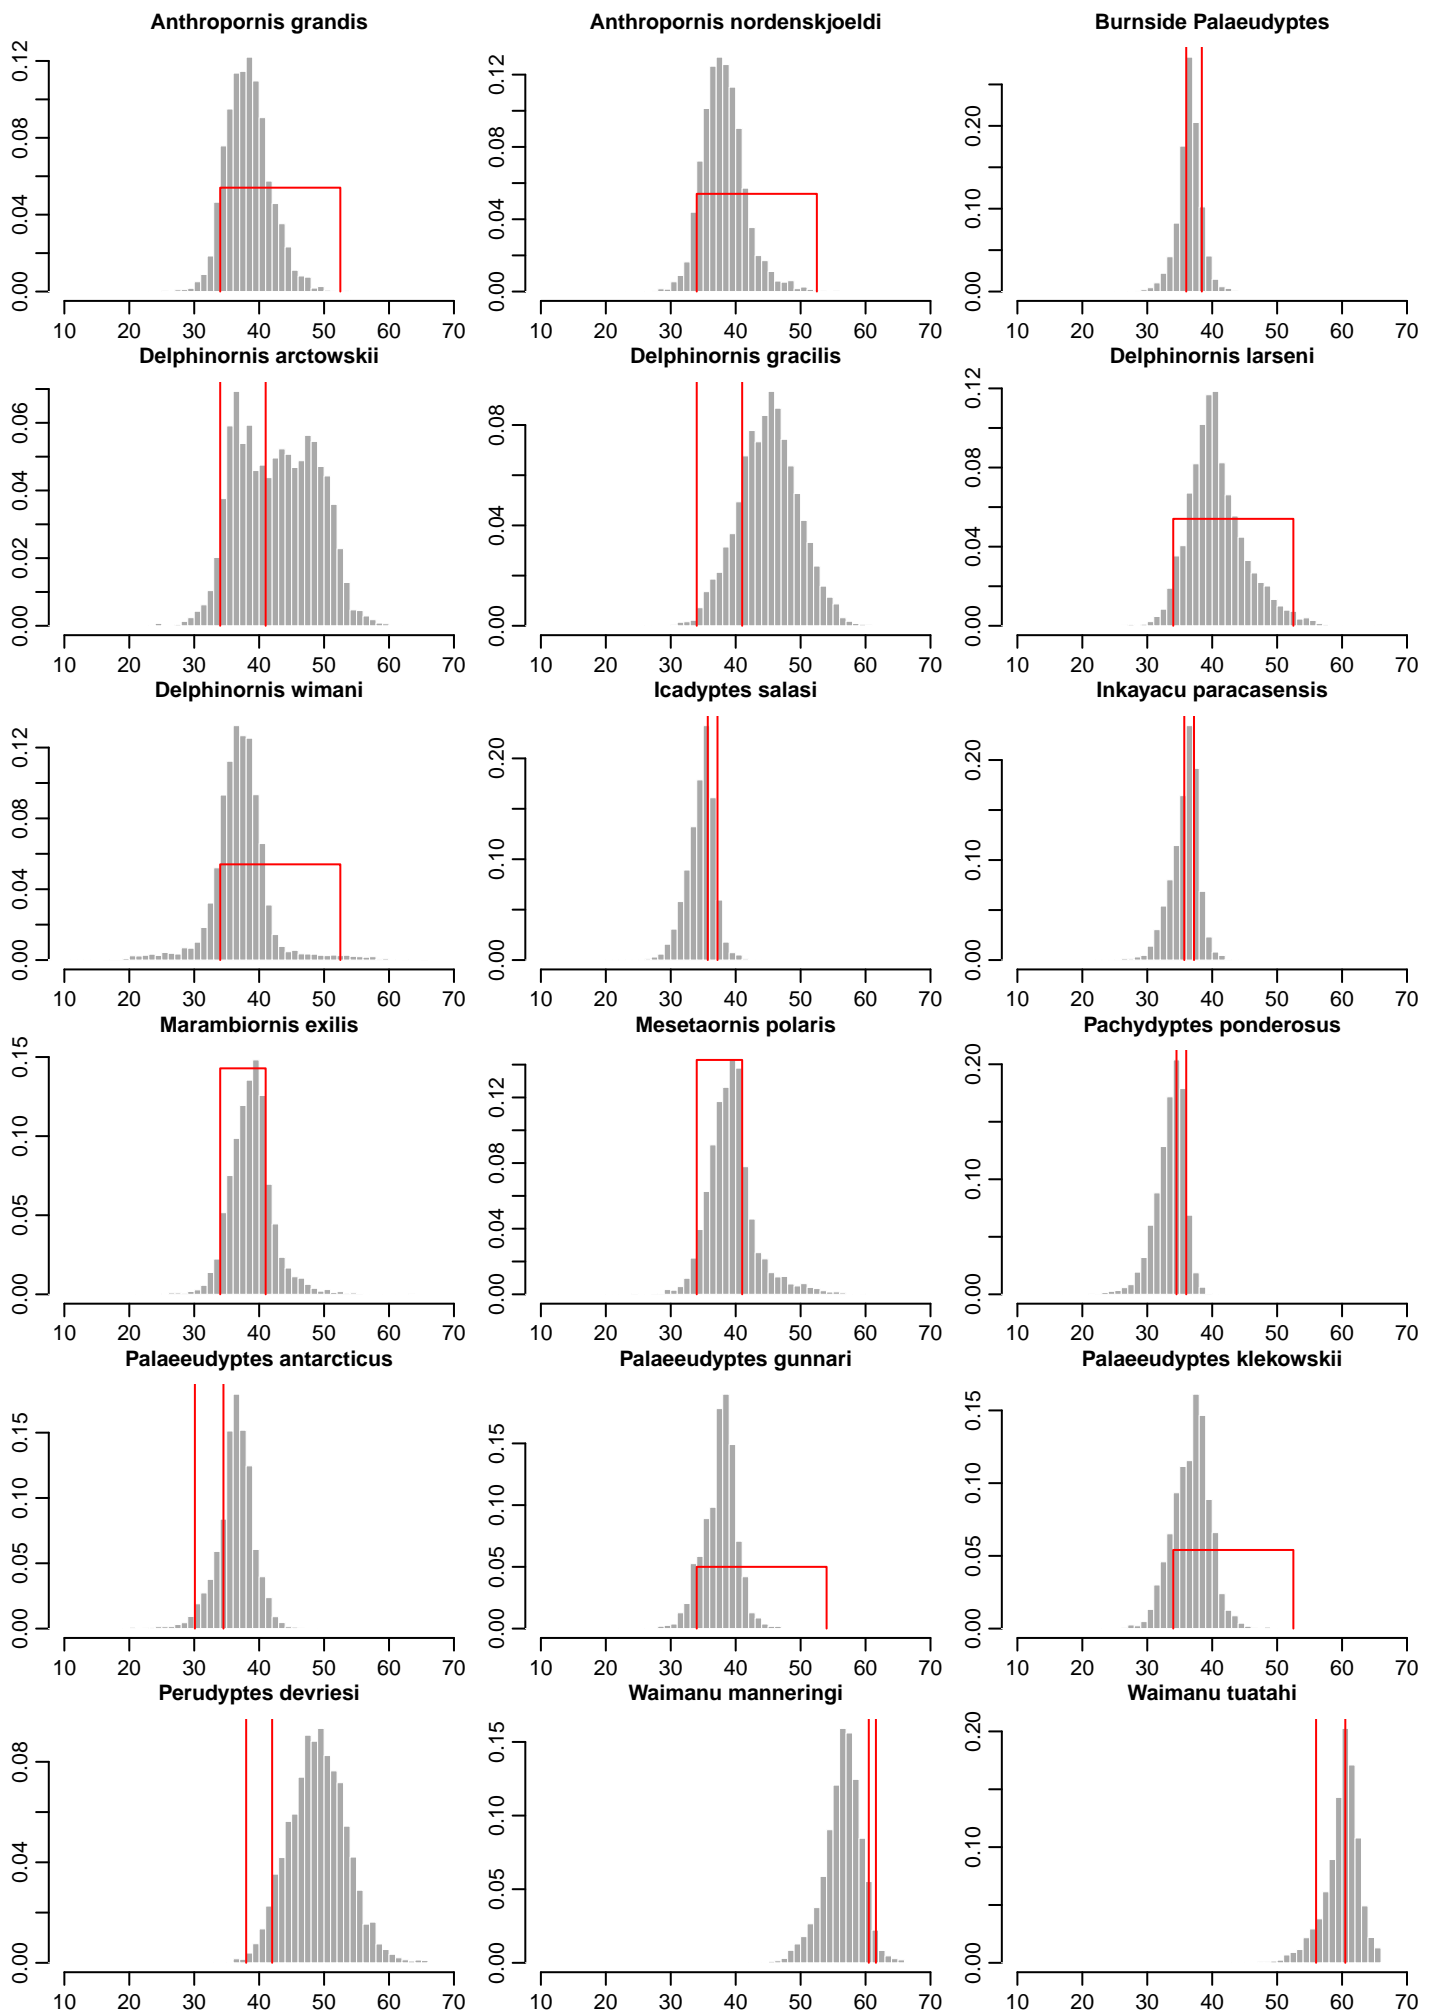 Anthropornis grandis
0.00 0.04 0.08 0.12
10 20 30 40 50 60 70
Anthropornis nordenskjoeldi
0.00 0.04 0.08 0.12
10 20 30 40 50 60 70
Burnside Palaeudyptes
0.00 0.10 0.20
10 20 30 40 50 60 70
Delphinornis arctowskii
0.00 0.02 0.04 0.06
10 20 30 40 50 60 70
Delphinornis gracilis
0.00 0.04 0.08
10 20 30 40 50 60 70
Delphinornis larseni
0.00 0.04 0.08 0.12
10 20 30 40 50 60 70
Delphinornis wimani
0.00 0.04 0.08 0.12
10 20 30 40 50 60 70
Icadyptes salasi
0.00 0.10 0.20
10 20 30 40 50 60 70
Inkayacu paracasensis
0.00 0.10 0.20
10 20 30 40 50 60 70
Marambiornis exilis
0.00 0.05 0.10 0.15
10 20 30 40 50 60 70
Mesetaornis polaris
0.00 0.04 0.08 0.12
10 20 30 40 50 60 70
Pachydyptes ponderosus
0.00 0.10 0.20
10 20 30 40 50 60 70
Palaeeudyptes antarcticus
0.00 0.05 0.10 0.15
10 20 30 40 50 60 70
Palaeeudyptes gunnari
0.00 0.05 0.10 0.15
10 20 30 40 50 60 70
Palaeeudyptes klekowskii
0.00 0.05 0.10 0.15
10 20 30 40 50 60 70
Perudyptes devriesi
0.00 0.04 0.08
10 20 30 40 50 60 70
Waimanu manneringi
0.00 0.05 0.10 0.15
10 20 30 40 50 60 70
Waimanu tuatahi
0.00 0.10 0.20
10 20 30 40 50 60 70